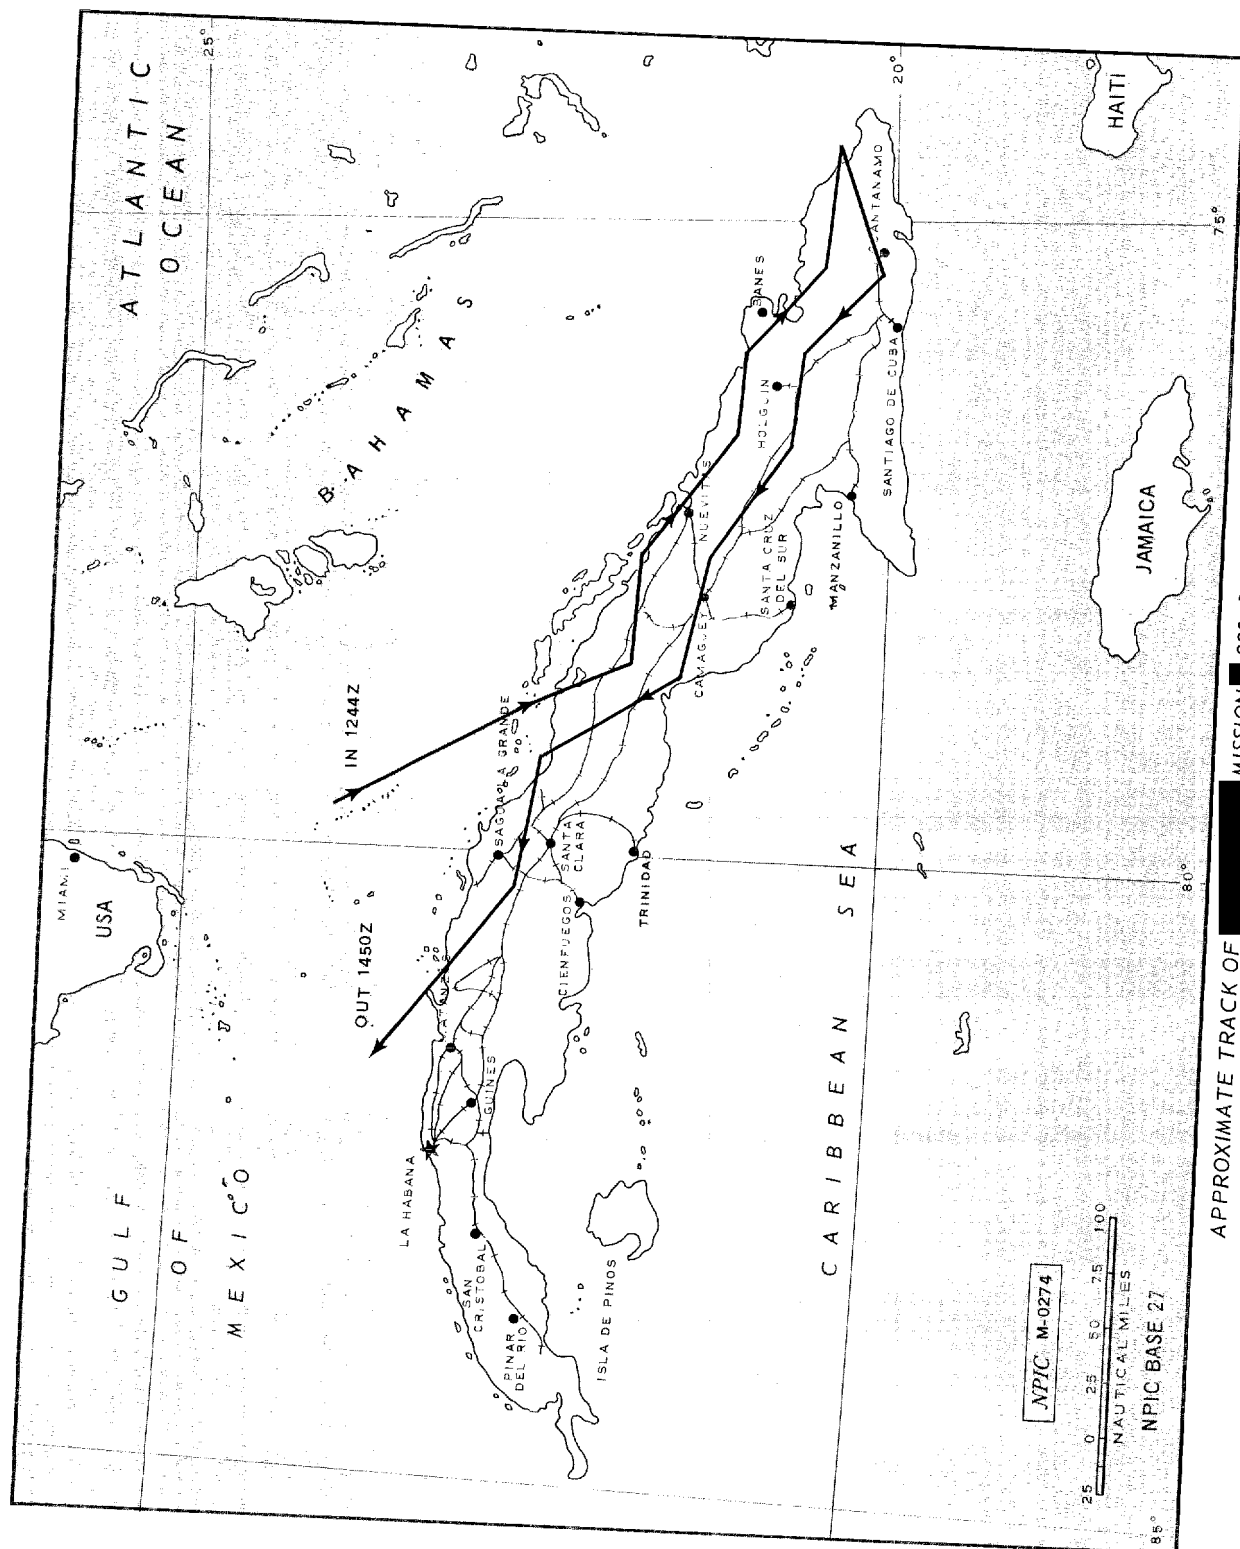 ATLANTIC
OCEAN
25°
20°
HAITI
75°
BAHAMAS
BANES
GUANTANAMO
HOLGUIN
SANTIAGO DE CUBA
NUEVITAS
SANTA CRUZ
DEL SUR
MANZANILLO
CAMAGUEY
JAMAICA
IN 1244Z
SAGUA LA GRANDE
MIAMI
USA
SANTA
CLARA
TRINIDAD
CIENFUEGOS
80°
OUT 1450Z
GUINES
LA HABANA
GULF
OF
MEXICO
SAN
CRISTOBAL
PINAR
DEL RIO
ISLA DE PINOS
CARIBBEAN SEA
NPIC M-0274
25 0 25 50 75 100
NAUTICAL MILES
NPIC BASE 27
85°
APPROXIMATE TRACK OF
MISSION